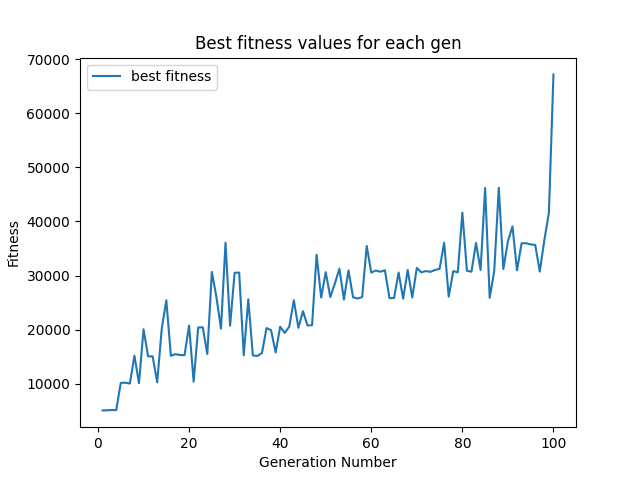 Best fitness values for each gen
best fitness
70000
60000
50000
40000
30000
20000
10000
Fitness
0 20 40 60 80 100
Generation Number